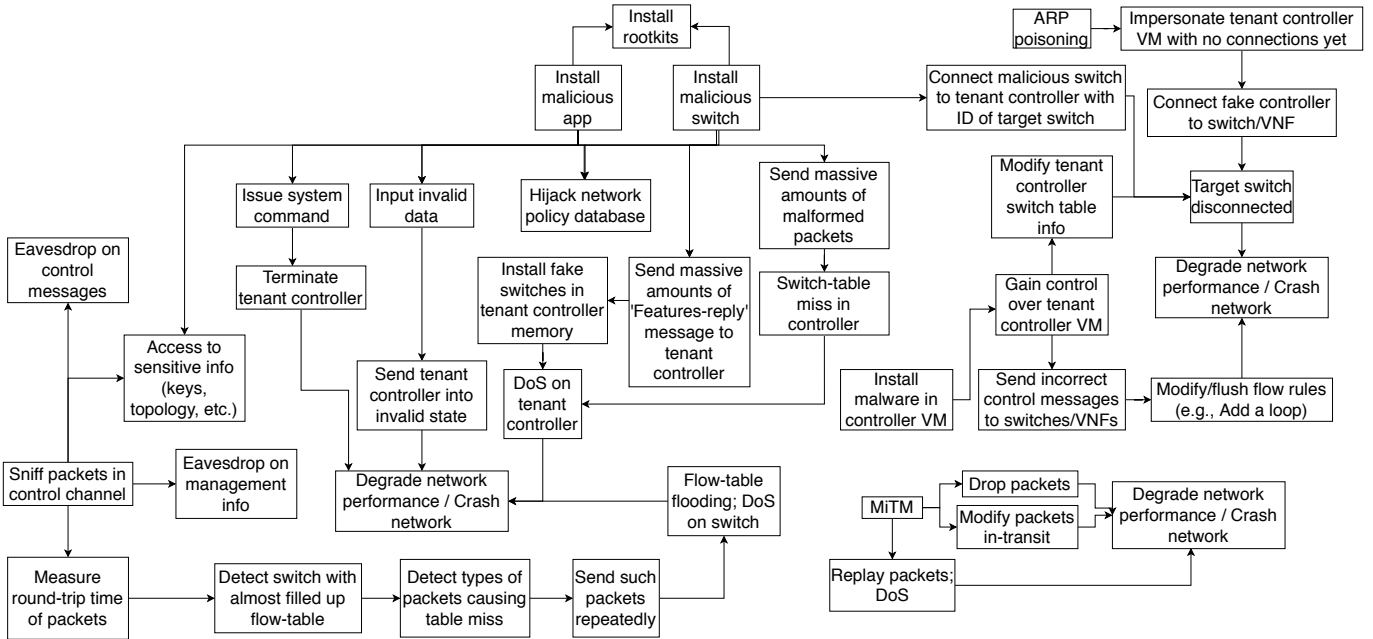 Install
rootkits
ARP
poisoning
Impersonate tenant controller
VM with no connections yet
Install
malicious
app
Install
malicious
switch
Connect malicious switch
to tenant controller with
ID of target switch
Connect fake controller
to switch/VNF
Issue system
command
Input invalid
data
Hijack network
policy database
Send massive
amounts of
malformed
packets
Modify tenant
controller
switch table
info
Target switch
disconnected
Eavesdrop on
control
messages
Terminate
tenant controller
Install fake
switches in
tenant controller
memory
Send massive
amounts of
'Features-reply'
message to
tenant
controller
Switch-table
miss in
controller
Gain control
over tenant
controller VM
Degrade network
performance / Crash
network
Access to
sensitive info
(keys,
topology, etc.)
Send tenant
controller into
invalid state
DoS on
tenant
controller
Install
malware in
controller VM
Send incorrect
control messages
to switches/VNFs
Modify/flush flow rules
(e.g., Add a loop)
Sniff packets in
control channel
Eavesdrop on
management
info
Degrade network
performance / Crash
network
Flow-table
flooding; DoS
on switch
MiTM
Drop packets
Modify packets
in-transit
Degrade network
performance / Crash
network
Measure
round-trip time
of packets
Detect switch with
almost filled up
flow-table
Detect types of
packets causing
table miss
Send such
packets
repeatedly
Replay packets;
DoS